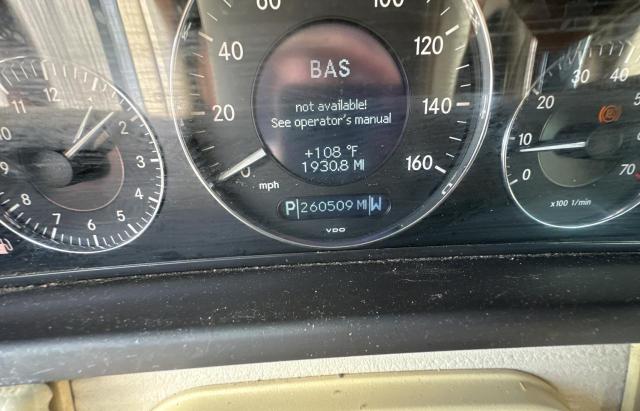 60
100
40
120
20
140
0
160
mph
BAS
not available!
See operator's manual
+108 °F
1930.8 MI
P 260509 MI W
VDO
11 12 1
10 2
9 3
8 4
7 6 5
30 40
20
10
0
70
x100 1/min